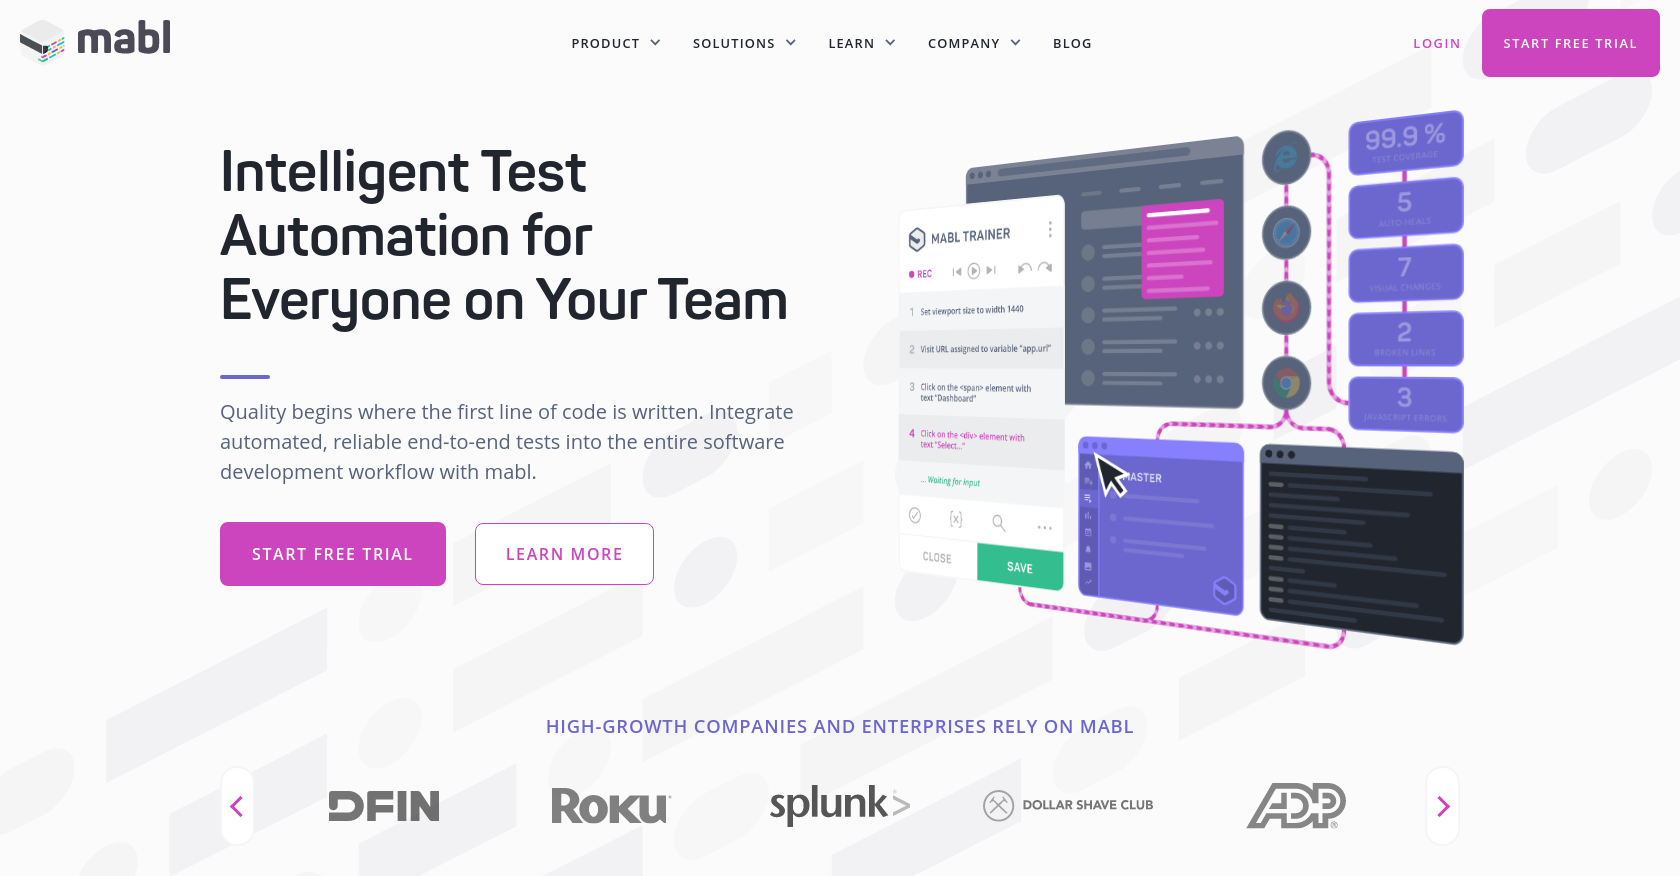 mabl
PRODUCT
SOLUTIONS
LEARN
COMPANY
BLOG
LOGIN
START FREE TRIAL
Intelligent Test
Automation for
Everyone on Your Team
Quality begins where the first line of code is written. Integrate
automated, reliable end-to-end tests into the entire software
development workflow with mabl.
START FREE TRIAL
LEARN MORE
MABL TRAINER
REC
1 Set viewport size to width 1440
2 Visit URL assigned to variable "app.url"
3 Click on the <span> element with
text "Dashboard"
4 Click on the <div> element with
text "Select..."
... Waiting for input
{x}
CLOSE
SAVE
MASTER
99.9 %
TEST COVERAGE
5
AUTO HEALS
7
VISUAL CHANGES
2
BROKEN LINKS
3
JAVASCRIPT ERRORS
HIGH-GROWTH COMPANIES AND ENTERPRISES RELY ON MABL
DFIN
ROKU
splunk>
DOLLAR SHAVE CLUB
ADP®